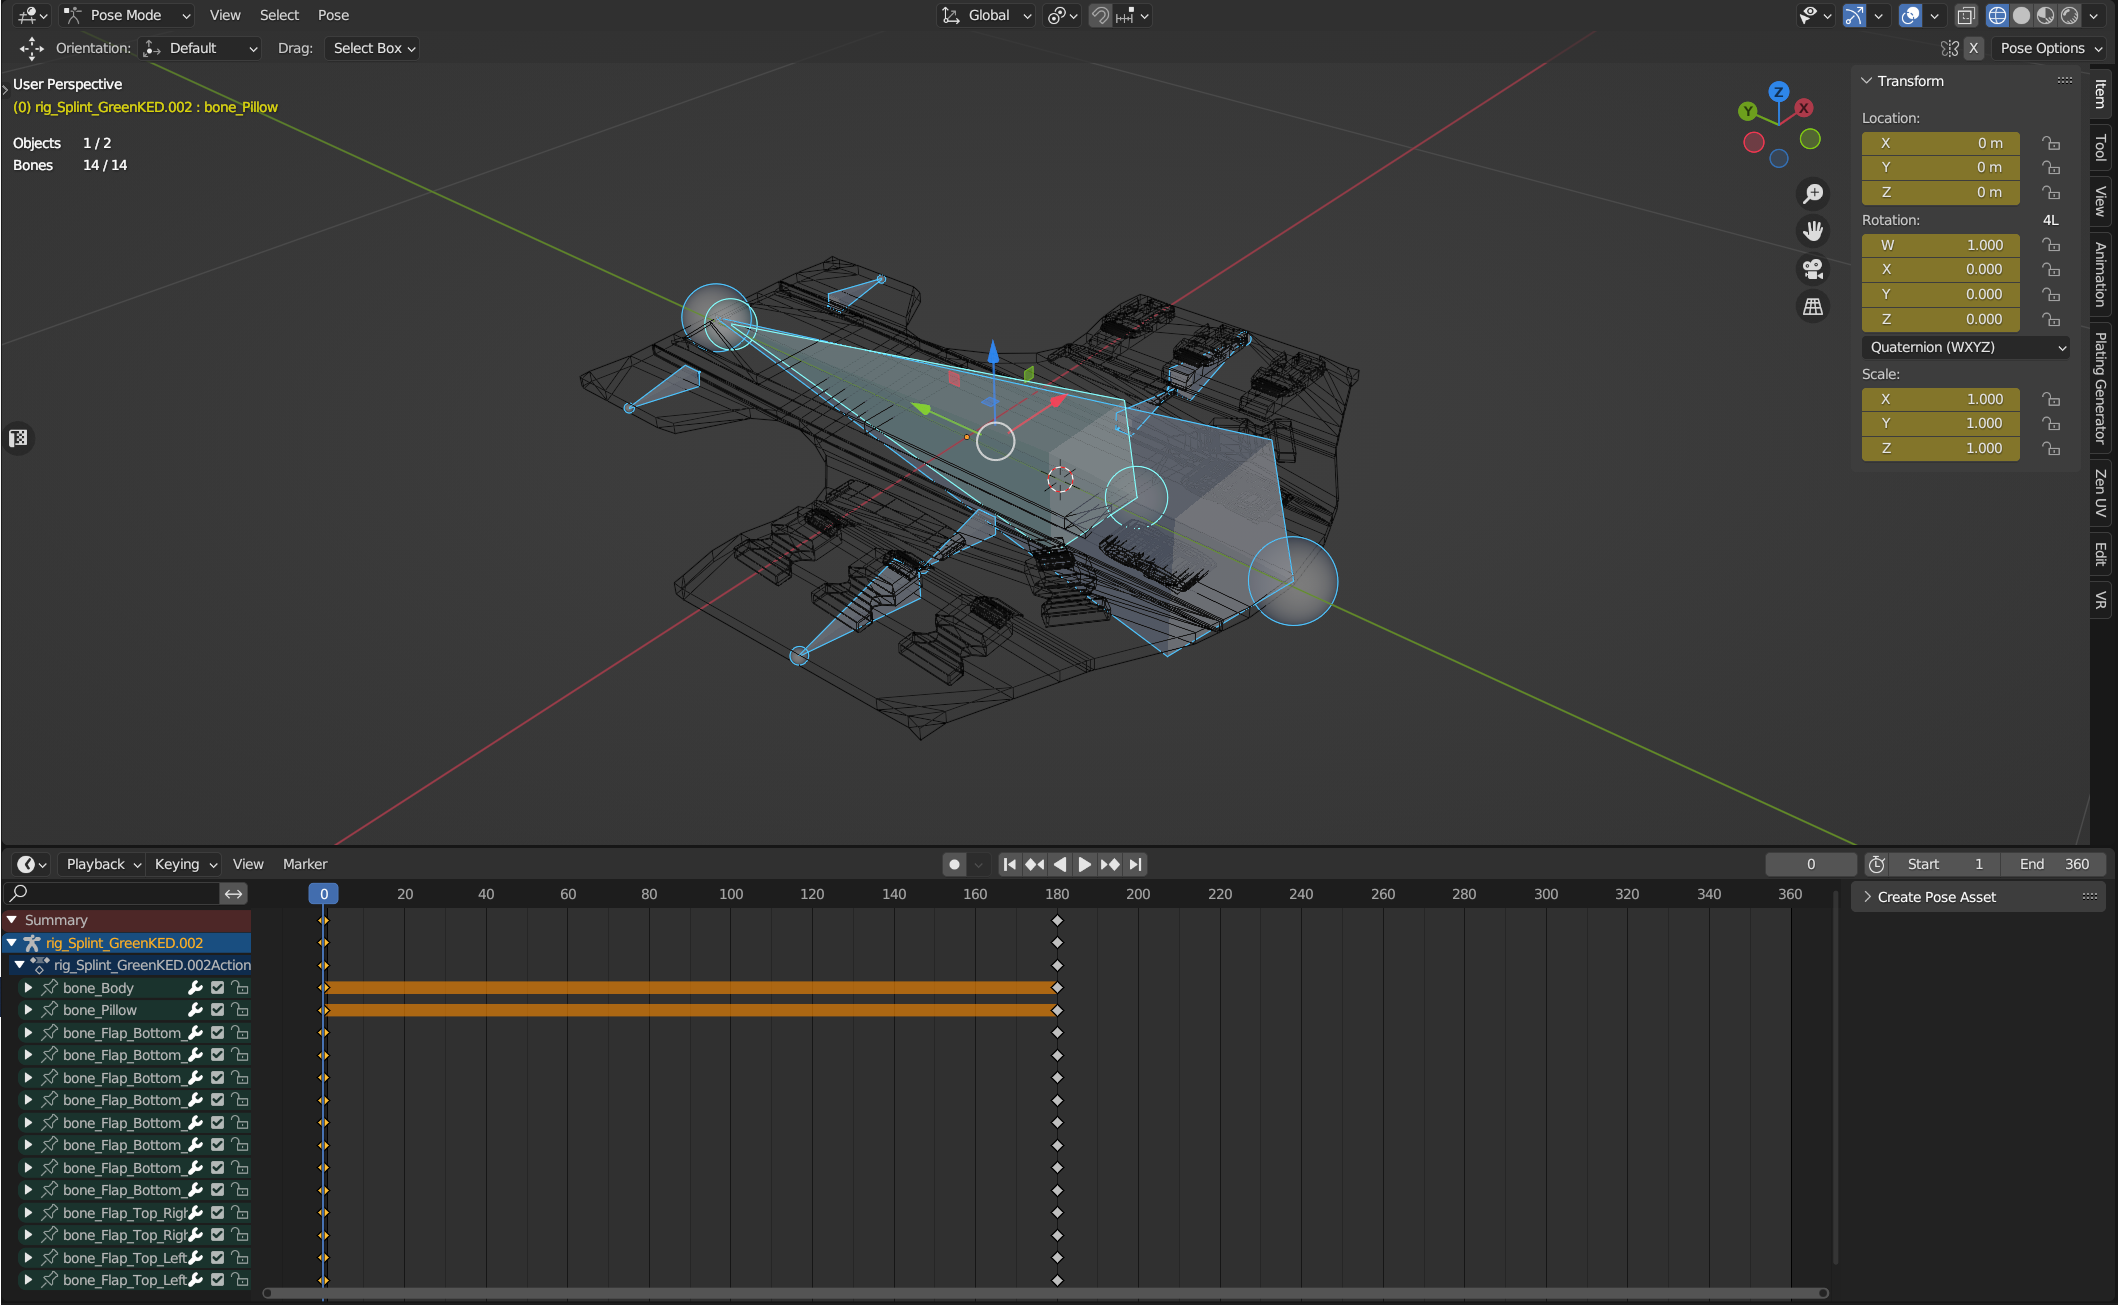 Pose Mode View Select Pose Global
Orientation: Default Drag: Select Box X Pose Options
User Perspective
(0) rig_Splint_GreenKED.002 : bone_Pillow
Objects 1 / 2
Bones 14 / 14
Z
Y
X
Transform
Location:
X 0 m
Y 0 m
Z 0 m
Rotation: 4L
W 1.000
X 0.000
Y 0.000
Z 0.000
Quaternion (WXYZ)
Scale:
X 1.000
Y 1.000
Z 1.000
Item
Tool
View
Animation
Plating Generator
Zen UV
Edit
VR
Playback Keying View Marker 0 Start 1 End 360
0 20 40 60 80 100 120 140 160 180 200 220 240 260 280 300 320 340 360
Create Pose Asset
Summary
rig_Splint_GreenKED.002
rig_Splint_GreenKED.002Action
bone_Body
bone_Pillow
bone_Flap_Bottom_
bone_Flap_Bottom_
bone_Flap_Bottom_
bone_Flap_Bottom_
bone_Flap_Bottom_
bone_Flap_Bottom_
bone_Flap_Bottom_
bone_Flap_Bottom_
bone_Flap_Top_Righ
bone_Flap_Top_Righ
bone_Flap_Top_Left
bone_Flap_Top_Left